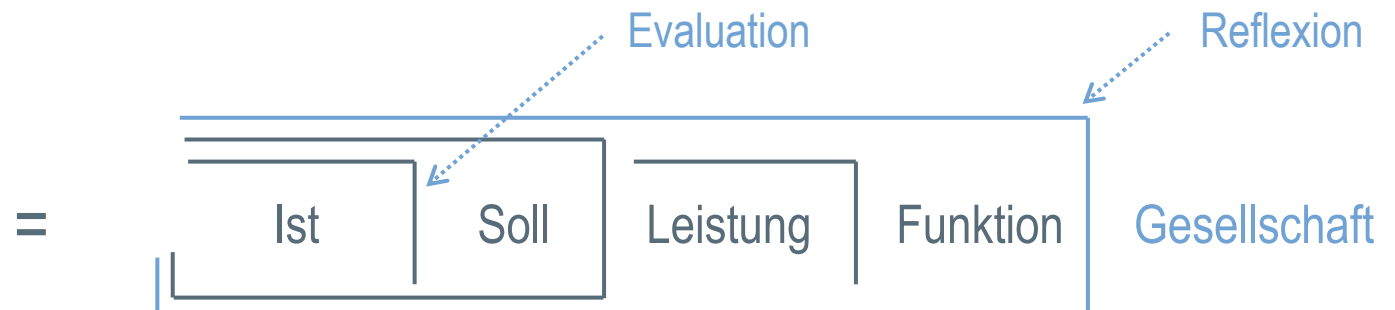 Evaluation Reflexion
= Ist Soll Leistung Funktion Gesellschaft